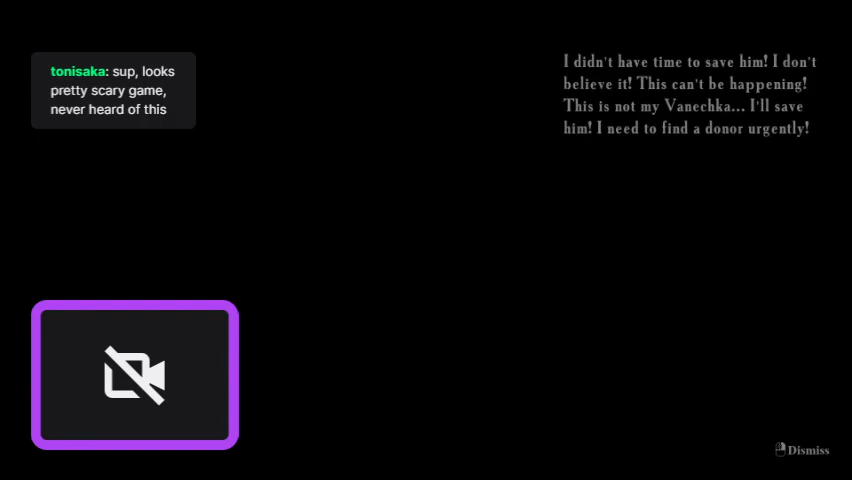 tonisaka: sup, looks
pretty scary game,
never heard of this
I didn't have time to save him! I don't
believe it! This can't be happening!
This is not my Vanechka... I'll save
him! I need to find a donor urgently!
Dismiss